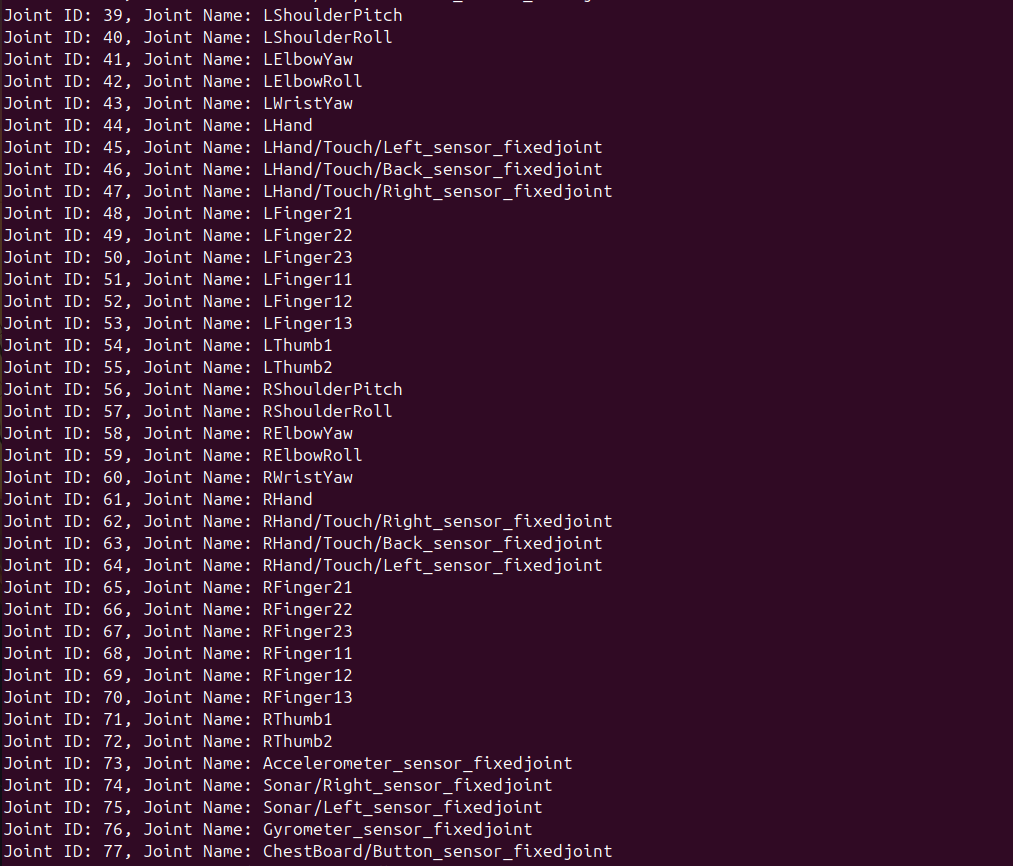 Joint ID: 39, Joint Name: LShoulderPitch
Joint ID: 40, Joint Name: LShoulderRoll
Joint ID: 41, Joint Name: LElbowYaw
Joint ID: 42, Joint Name: LElbowRoll
Joint ID: 43, Joint Name: LWristYaw
Joint ID: 44, Joint Name: LHand
Joint ID: 45, Joint Name: LHand/Touch/Left_sensor_fixedjoint
Joint ID: 46, Joint Name: LHand/Touch/Back_sensor_fixedjoint
Joint ID: 47, Joint Name: LHand/Touch/Right_sensor_fixedjoint
Joint ID: 48, Joint Name: LFinger21
Joint ID: 49, Joint Name: LFinger22
Joint ID: 50, Joint Name: LFinger23
Joint ID: 51, Joint Name: LFinger11
Joint ID: 52, Joint Name: LFinger12
Joint ID: 53, Joint Name: LFinger13
Joint ID: 54, Joint Name: LThumb1
Joint ID: 55, Joint Name: LThumb2
Joint ID: 56, Joint Name: RShoulderPitch
Joint ID: 57, Joint Name: RShoulderRoll
Joint ID: 58, Joint Name: RElbowYaw
Joint ID: 59, Joint Name: RElbowRoll
Joint ID: 60, Joint Name: RWristYaw
Joint ID: 61, Joint Name: RHand
Joint ID: 62, Joint Name: RHand/Touch/Right_sensor_fixedjoint
Joint ID: 63, Joint Name: RHand/Touch/Back_sensor_fixedjoint
Joint ID: 64, Joint Name: RHand/Touch/Left_sensor_fixedjoint
Joint ID: 65, Joint Name: RFinger21
Joint ID: 66, Joint Name: RFinger22
Joint ID: 67, Joint Name: RFinger23
Joint ID: 68, Joint Name: RFinger11
Joint ID: 69, Joint Name: RFinger12
Joint ID: 70, Joint Name: RFinger13
Joint ID: 71, Joint Name: RThumb1
Joint ID: 72, Joint Name: RThumb2
Joint ID: 73, Joint Name: Accelerometer_sensor_fixedjoint
Joint ID: 74, Joint Name: Sonar/Right_sensor_fixedjoint
Joint ID: 75, Joint Name: Sonar/Left_sensor_fixedjoint
Joint ID: 76, Joint Name: Gyrometer_sensor_fixedjoint
Joint ID: 77, Joint Name: ChestBoard/Button_sensor_fixedjoint